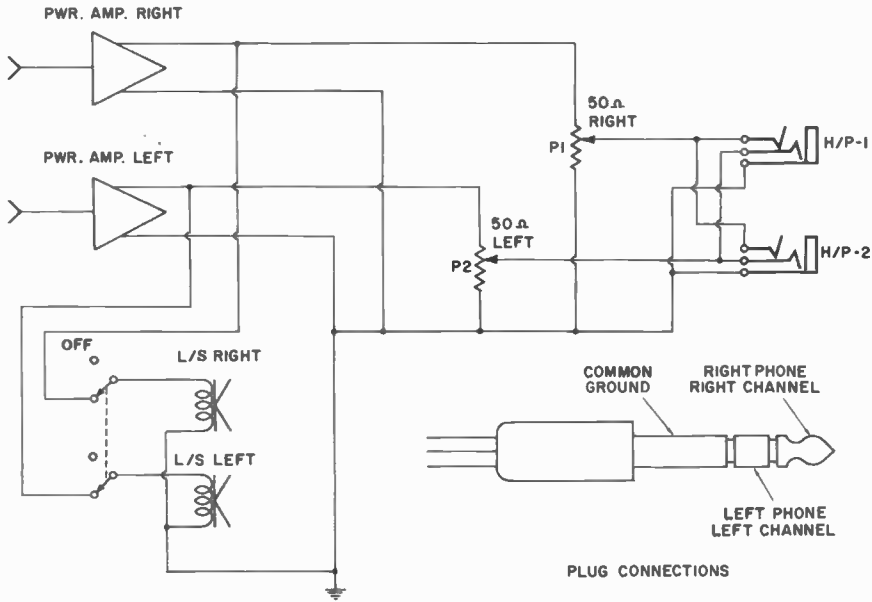 PWR. AMP. RIGHT
PWR. AMP. LEFT
50Ω
RIGHT
P1
H/P-1
50Ω
LEFT
P2
H/P-2
OFF
L/S RIGHT
L/S LEFT
COMMON
GROUND
RIGHT PHONE
RIGHT CHANNEL
LEFT PHONE
LEFT CHANNEL
PLUG CONNECTIONS